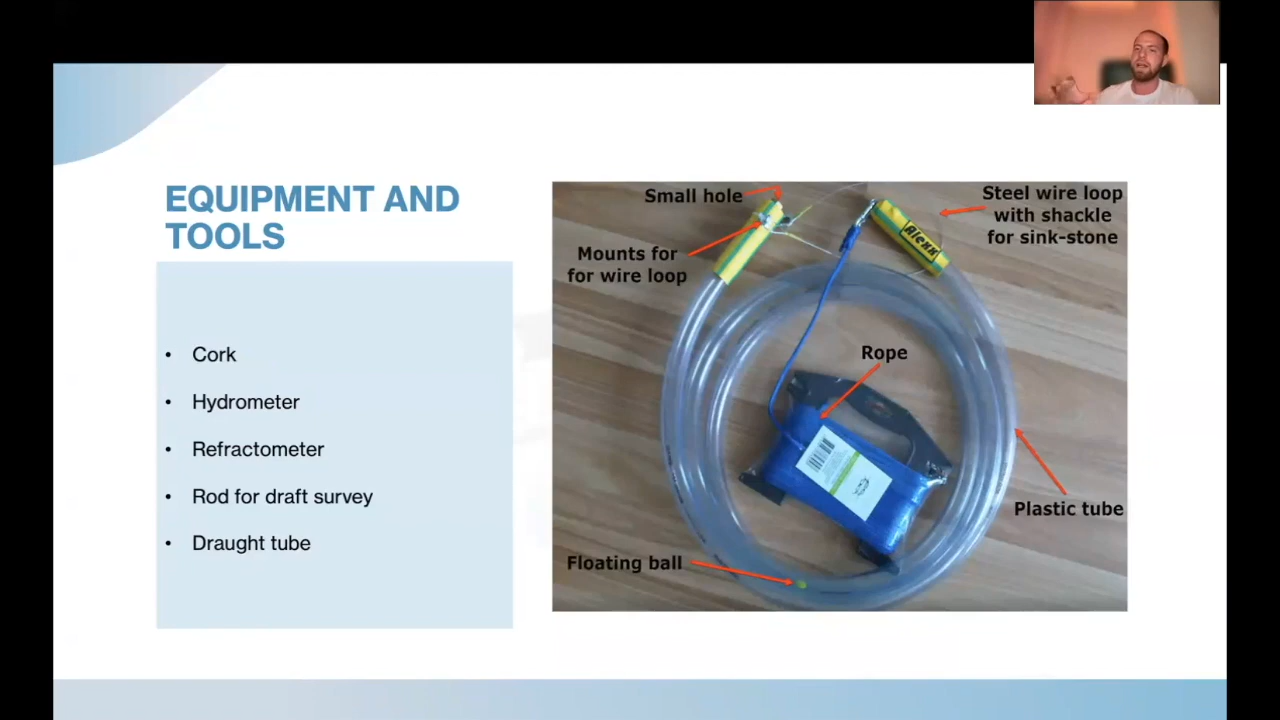 EQUIPMENT AND
TOOLS
• Cork
• Hydrometer
• Refractometer
• Rod for draft survey
• Draught tube
Small hole
Mounts for
for wire loop
Steel wire loop
with shackle
for sink-stone
Alexx
Rope
Plastic tube
Floating ball